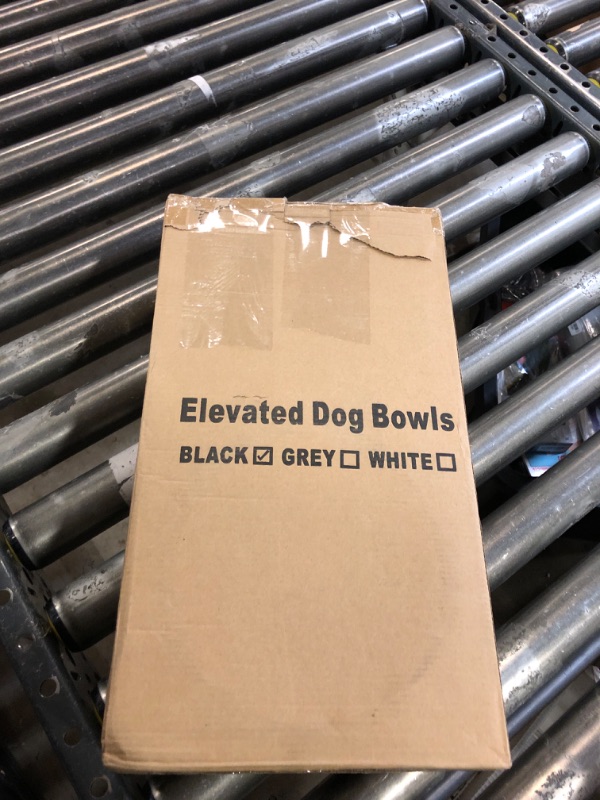 Elevated Dog Bowls
BLACK☑ GREY☐ WHITE☐